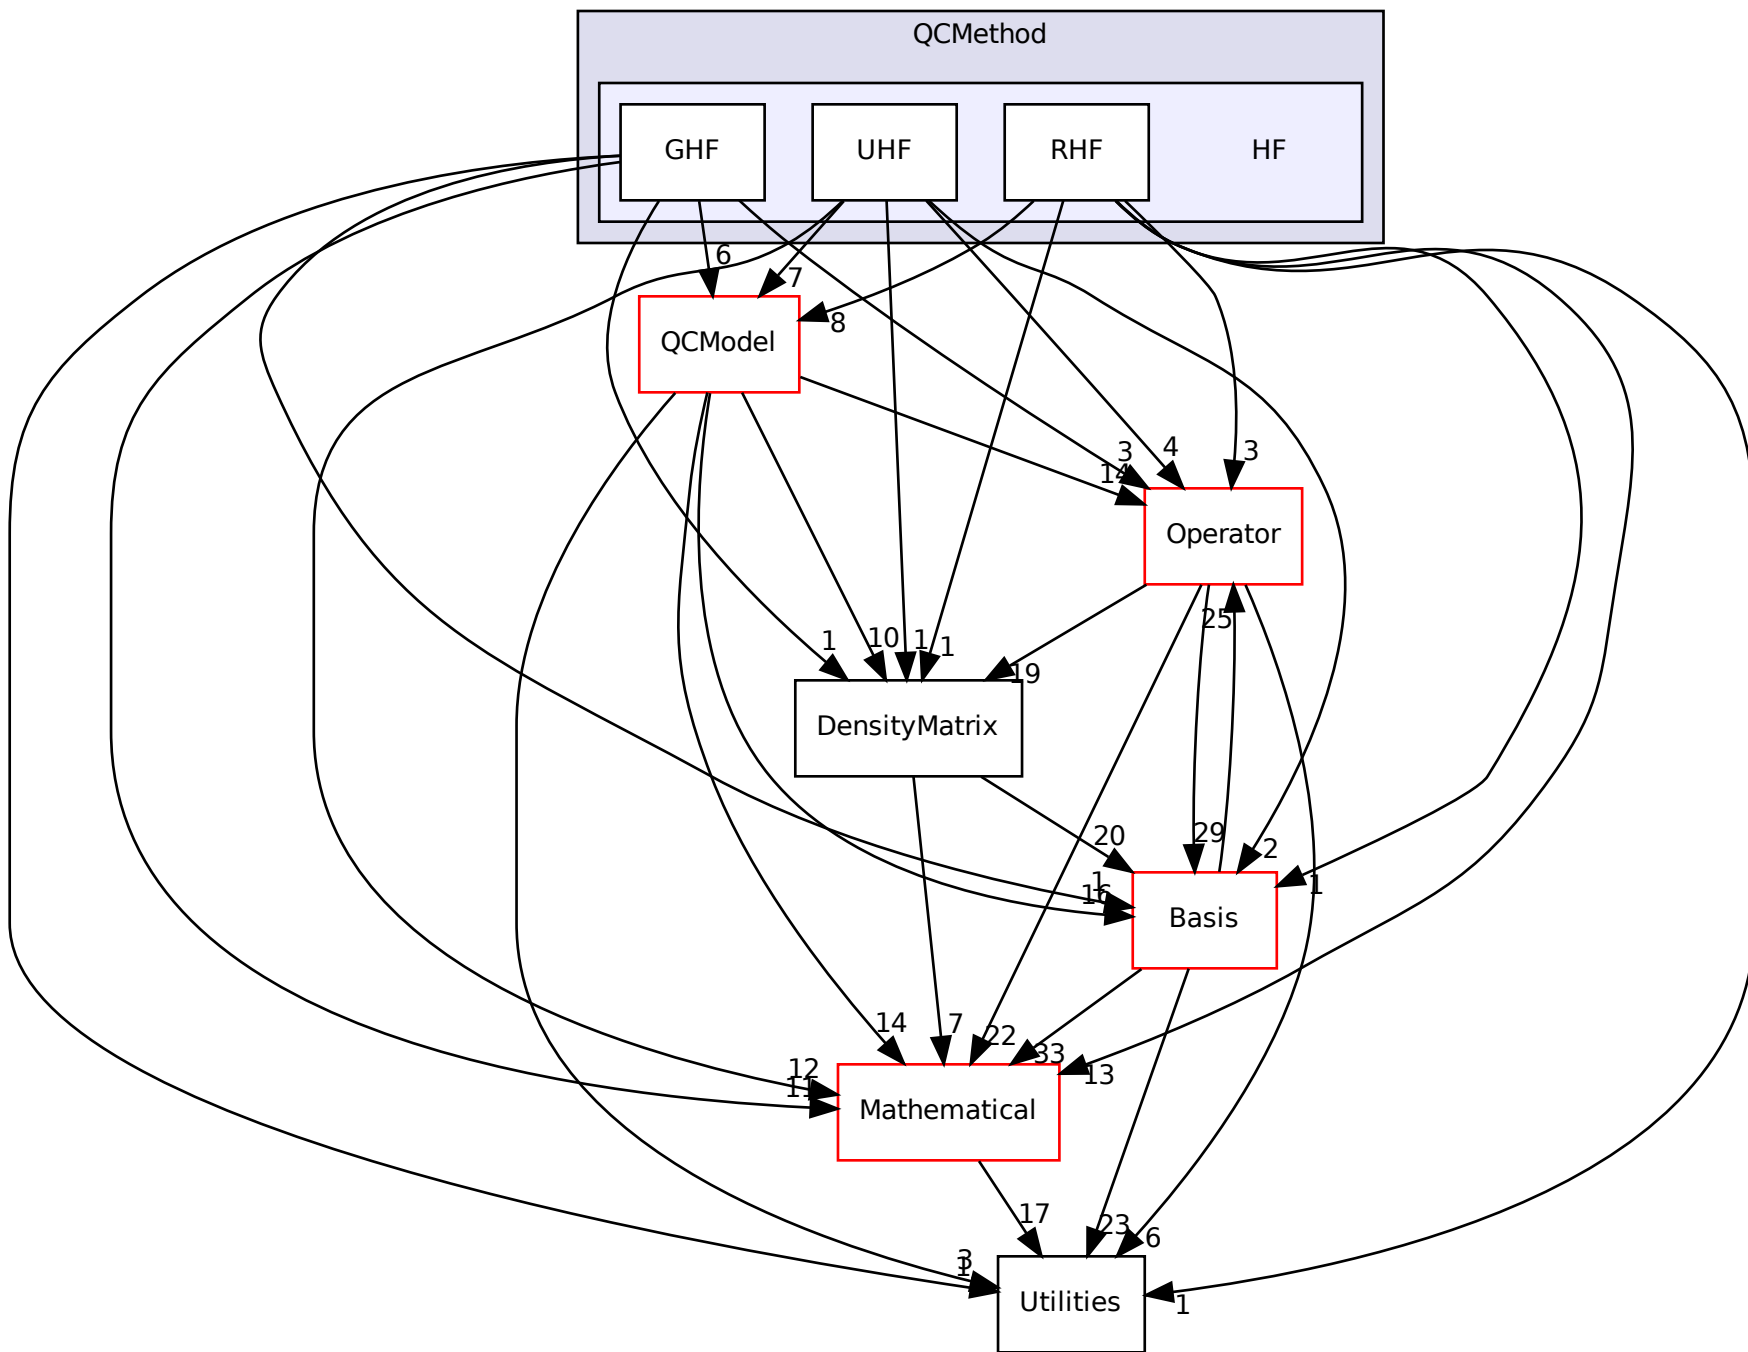 QCMethod
GHF
UHF
RHF
HF
6
7
8
QCModel
3
4
3
14
Operator
25
1
10
1
1
19
DensityMatrix
20
29
2
1
16
1
Basis
14
7
22
33
13
12
11
Mathematical
17
23
6
3
1
1
Utilities